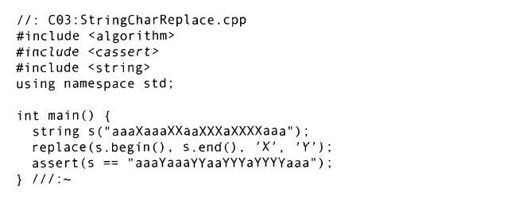 //: C03:StringCharReplace.cpp
#include <algorithm>
#include <cassert>
#include <string>
using namespace std;

int main() {
  string s("aaaXaaaXXaaXXXaXXXXaaa");
  replace(s.begin(), s.end(), 'X', 'Y');
  assert(s == "aaaYaaaYYaaYYYaYYYYaaa");
} ///:~